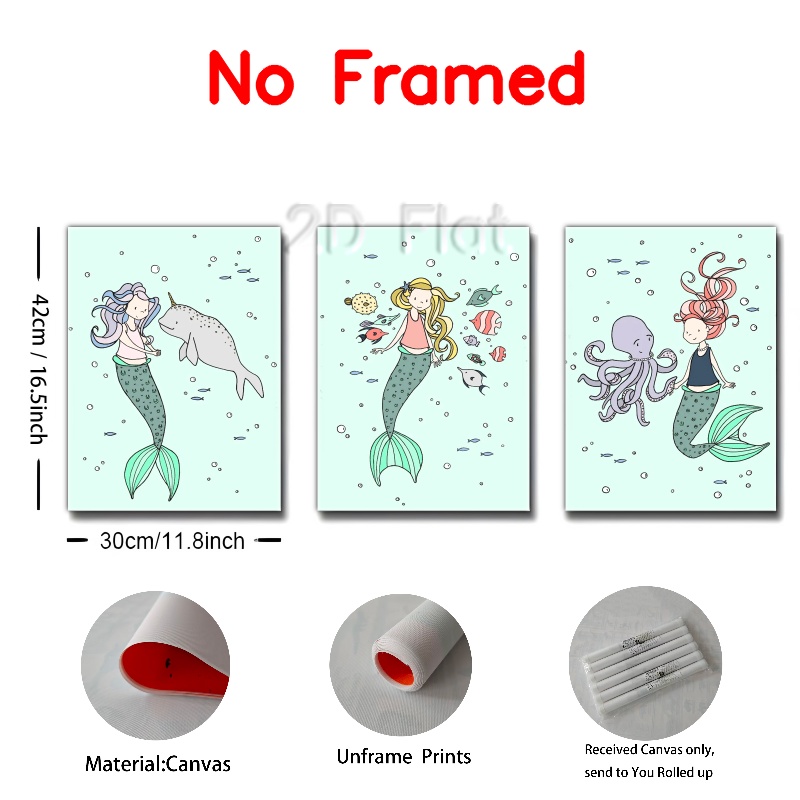 No Framed
2D Flat.
42cm / 16.5inch
30cm/11.8inch
Material:Canvas
Unframe Prints
Received Canvas only,
send to You Rolled up